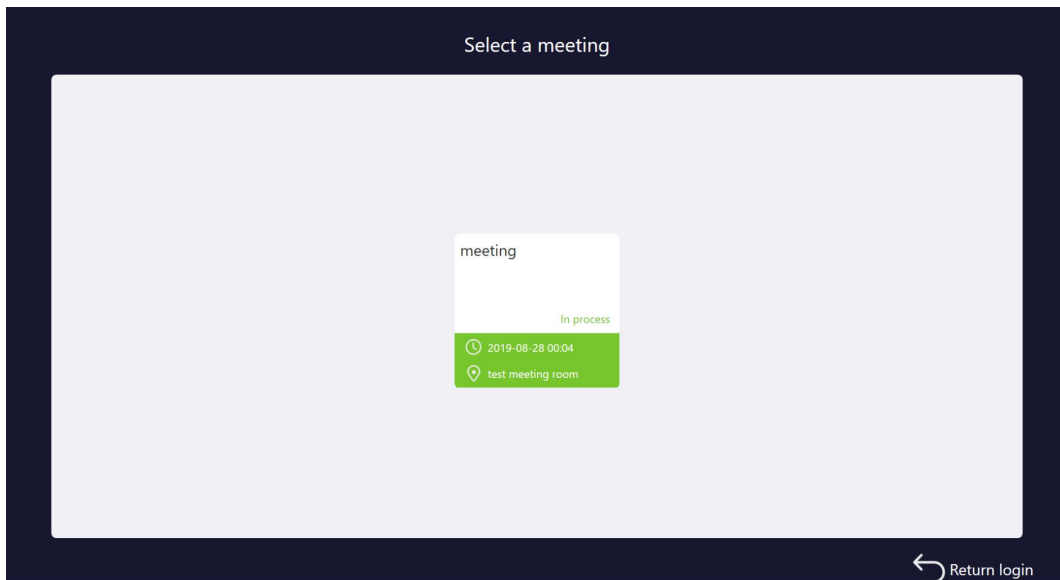 Select a meeting
meeting
In process
2019-08-28 00:04
test meeting room
Return login